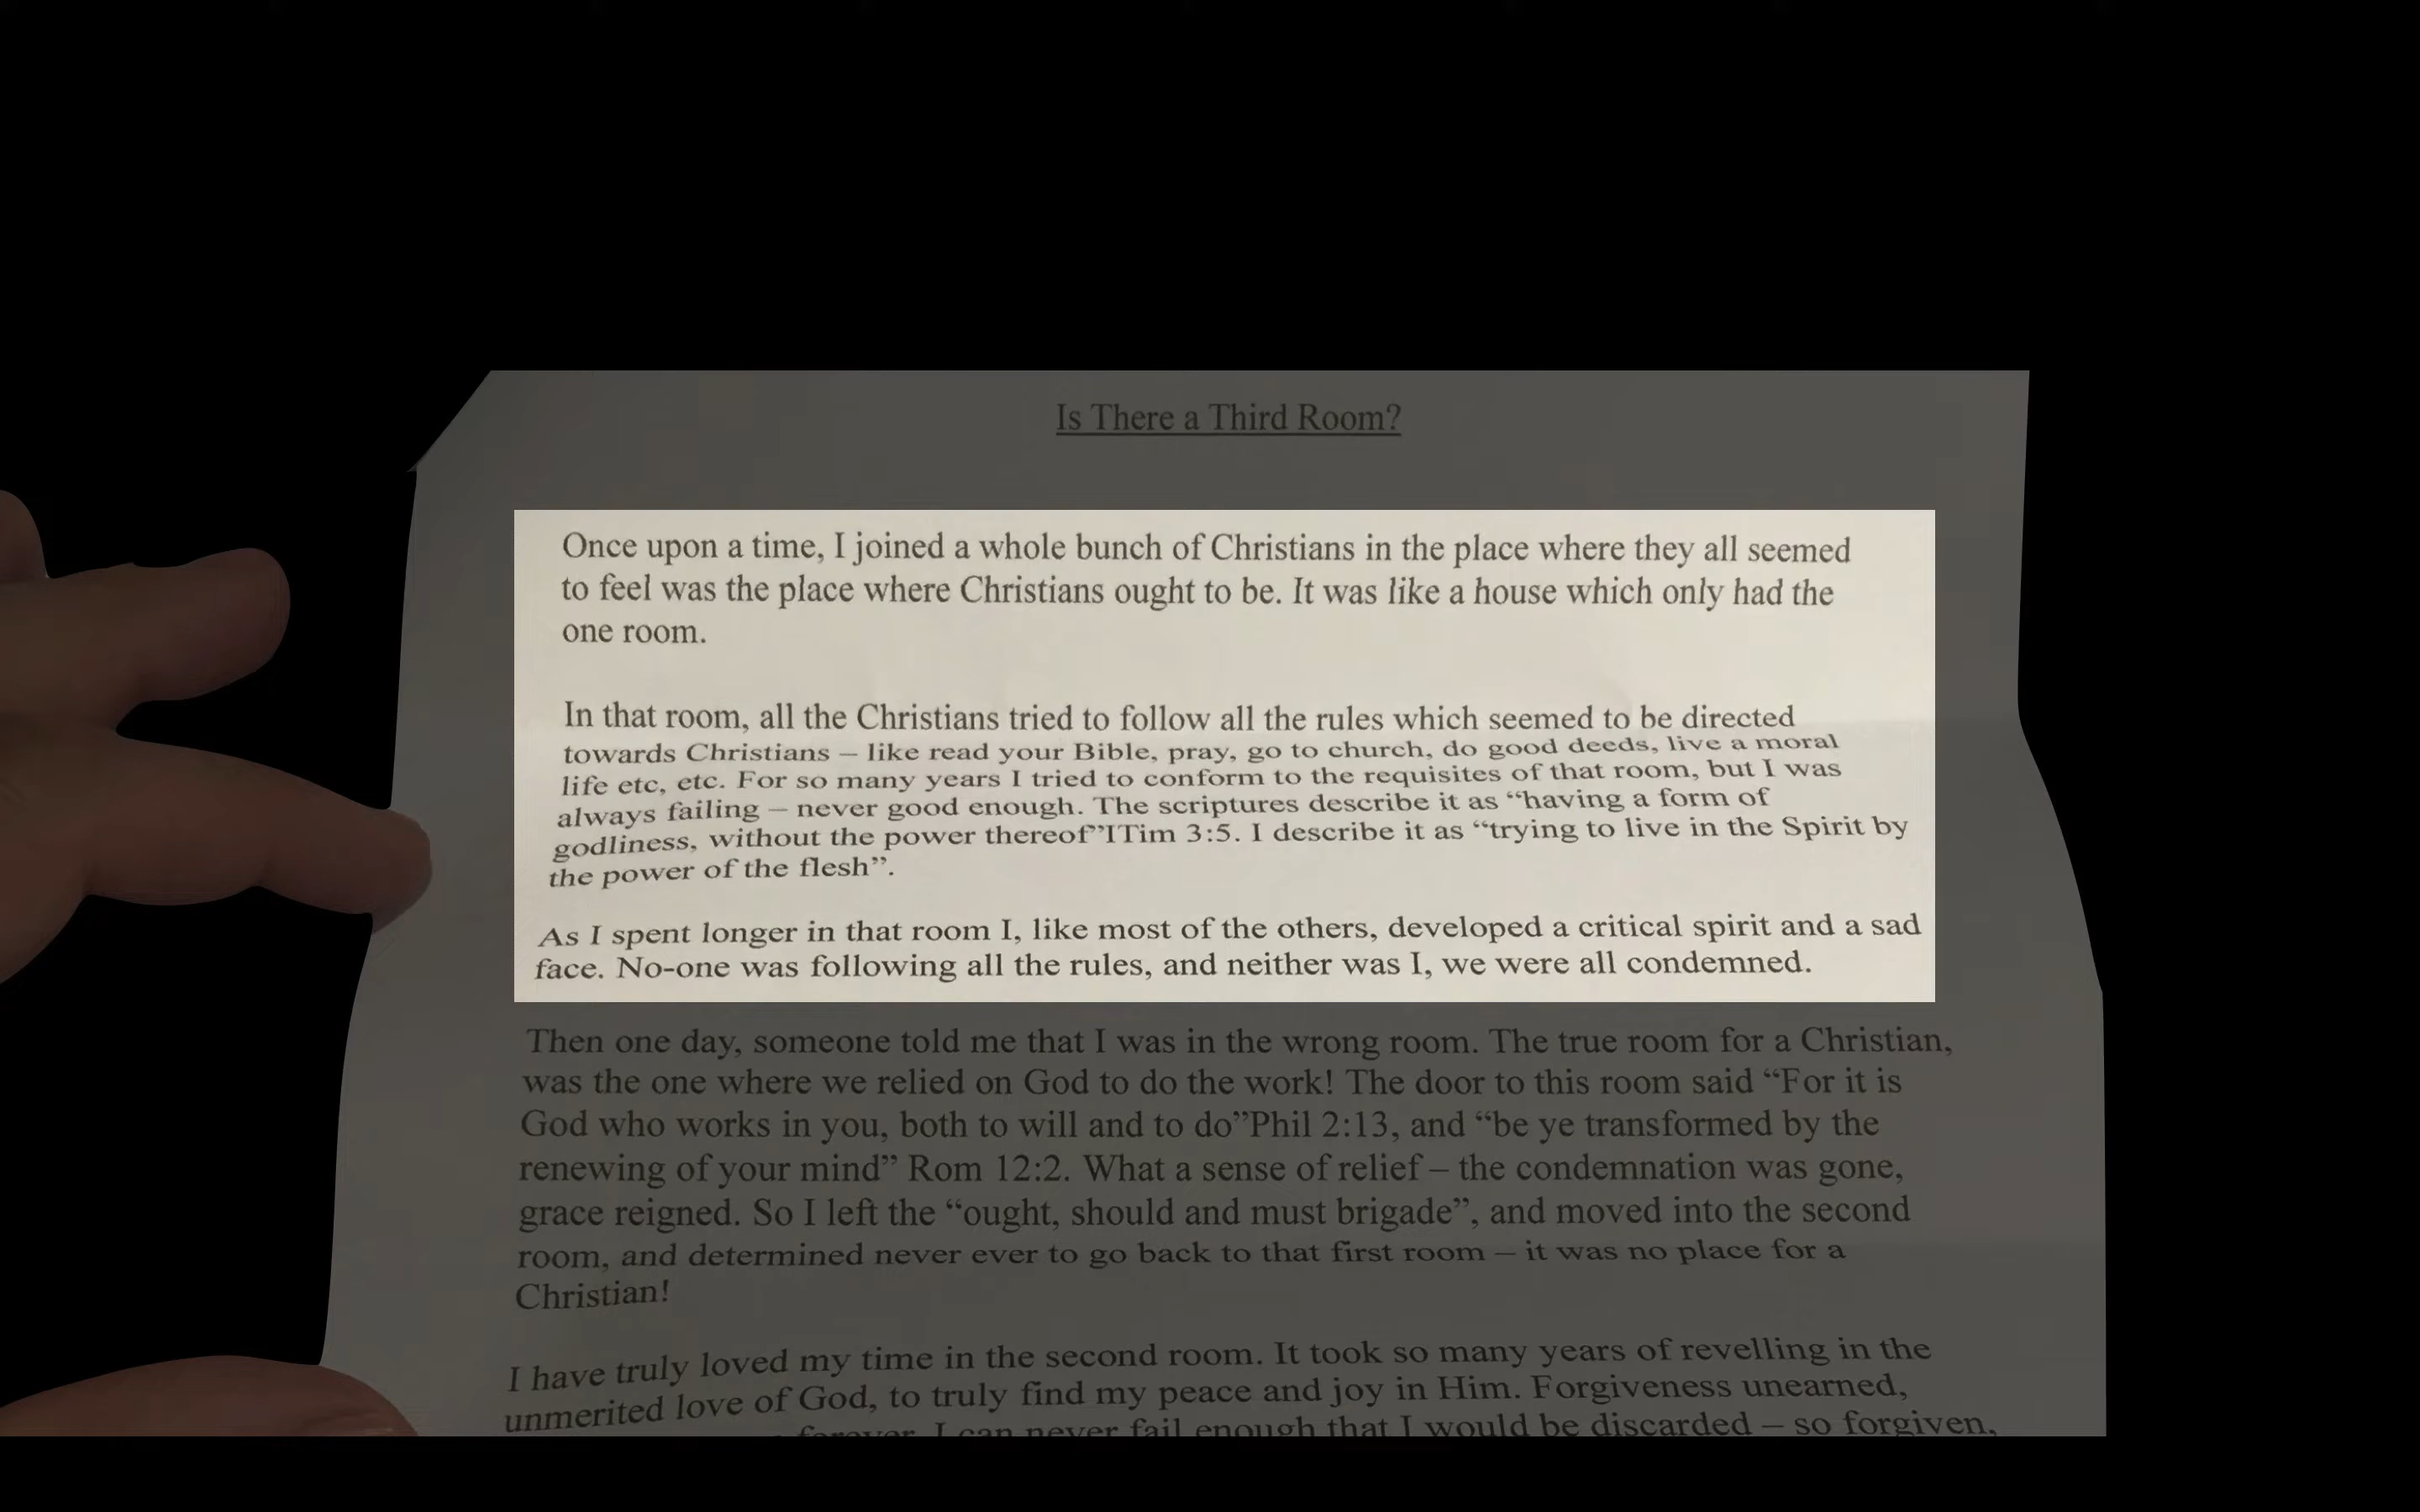 Is There a Third Room?
Once upon a time, I joined a whole bunch of Christians in the place where they all seemed
to feel was the place where Christians ought to be. It was like a house which only had the
one room.
In that room, all the Christians tried to follow all the rules which seemed to be directed
towards Christians – like read your Bible, pray, go to church, do good deeds, live a moral
life etc, etc. For so many years I tried to conform to the requisites of that room, but I was
always failing – never good enough. The scriptures describe it as “having a form of
godliness, without the power thereof”ITim 3:5. I describe it as “trying to live in the Spirit by
the power of the flesh”.
As I spent longer in that room I, like most of the others, developed a critical spirit and a sad
face. No-one was following all the rules, and neither was I, we were all condemned.
Then one day, someone told me that I was in the wrong room. The true room for a Christian,
was the one where we relied on God to do the work! The door to this room said “For it is
God who works in you, both to will and to do”Phil 2:13, and “be ye transformed by the
renewing of your mind” Rom 12:2. What a sense of relief – the condemnation was gone,
grace reigned. So I left the “ought, should and must brigade”, and moved into the second
room, and determined never ever to go back to that first room – it was no place for a
Christian!
I have truly loved my time in the second room. It took so many years of revelling in the
unmerited love of God, to truly find my peace and joy in Him. Forgiveness unearned,
forever. I can never fail enough that I would be discarded – so forgiven,